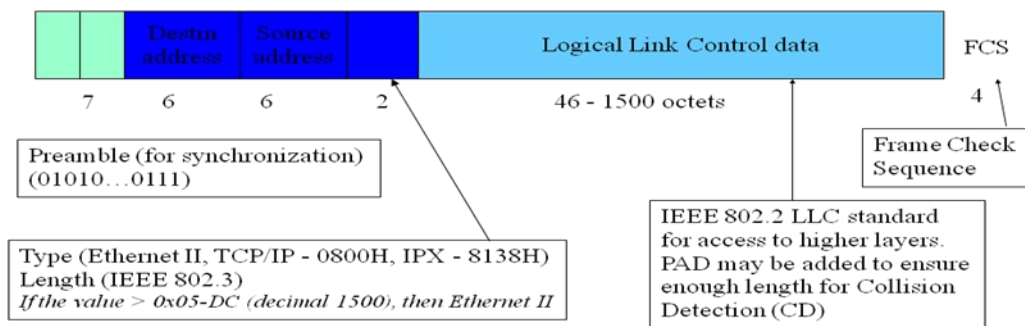 Destin address
Source address
Logical Link Control data
FCS
7 6 6 2 46 - 1500 octets 4
Preamble (for synchronization)
(01010...0111)
Frame Check
Sequence
Type (Ethernet II, TCP/IP - 0800H, IPX - 8138H)
Length (IEEE 802.3)
If the value > 0x05-DC (decimal 1500), then Ethernet II
IEEE 802.2 LLC standard
for access to higher layers.
PAD may be added to ensure
enough length for Collision
Detection (CD)